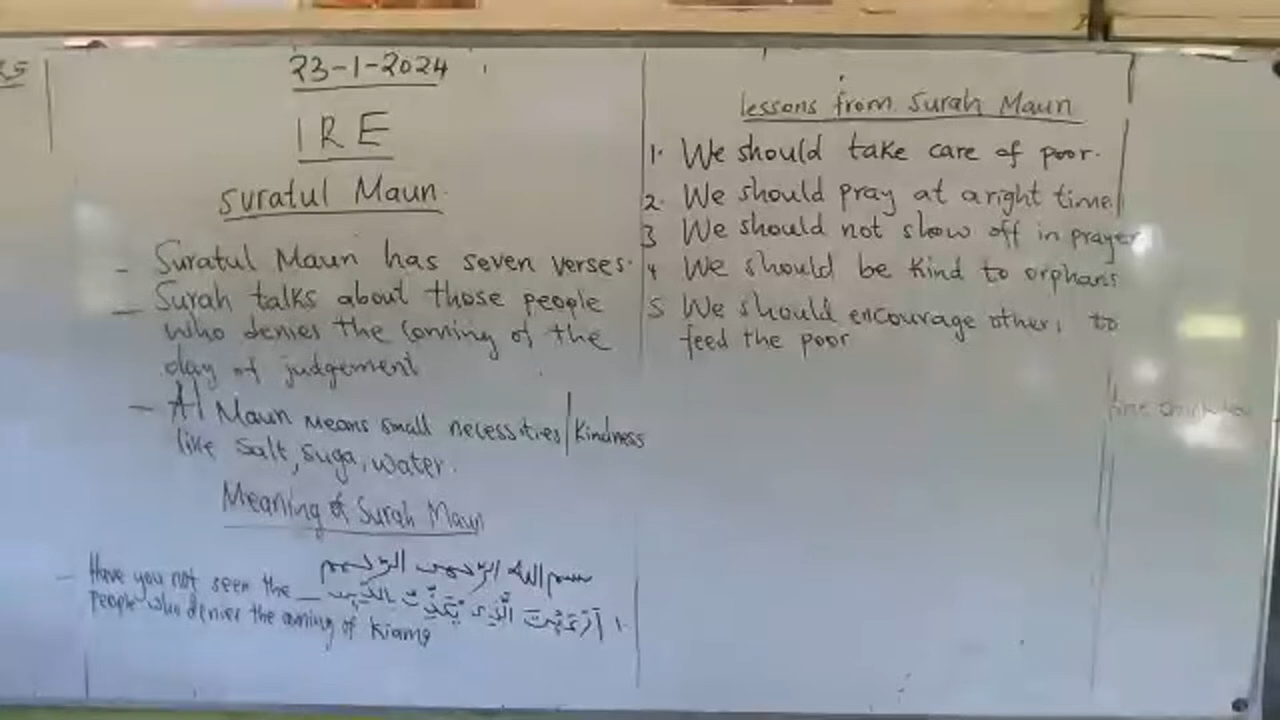 23-1-2024
IRE
Suratul Maun.
- Suratul Maun has seven verses.
- Surah talks about those people
who denies the coming of the
day of judgement
- Al Maun means small necessities/kindness
like salt, suga, water.
Meaning of Surah Maun
بسم الله الرحمن الرحيم
- Have you not seen the
people who denies the coming of Kiama
١. أَرَءَيْتَ الَّذِى يُكَذِّبُ بِالدِّينِ
lessons from Surah Maun
1. We should take care of poor.
2. We should pray at a right time
3 We should not show off in prayer
4 We should be kind to orphans
5 We should encourage others to
feed the poor